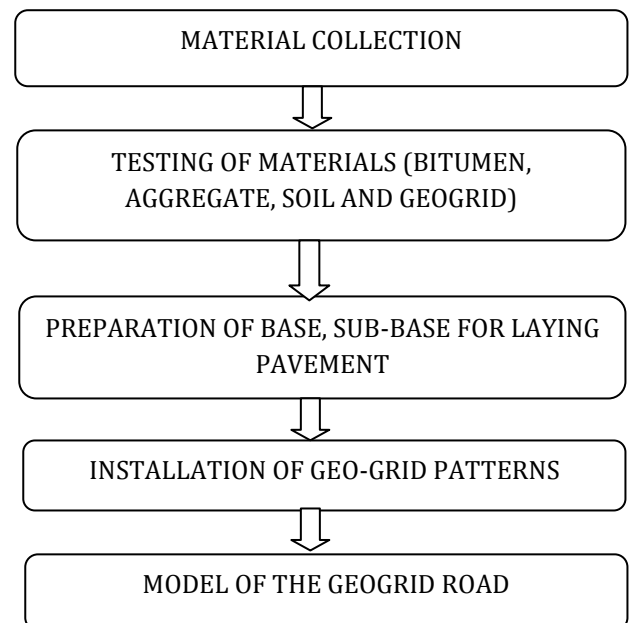 MATERIAL COLLECTION
TESTING OF MATERIALS (BITUMEN,
AGGREGATE, SOIL AND GEOGRID)
PREPARATION OF BASE, SUB-BASE FOR LAYING
PAVEMENT
INSTALLATION OF GEO-GRID PATTERNS
MODEL OF THE GEOGRID ROAD